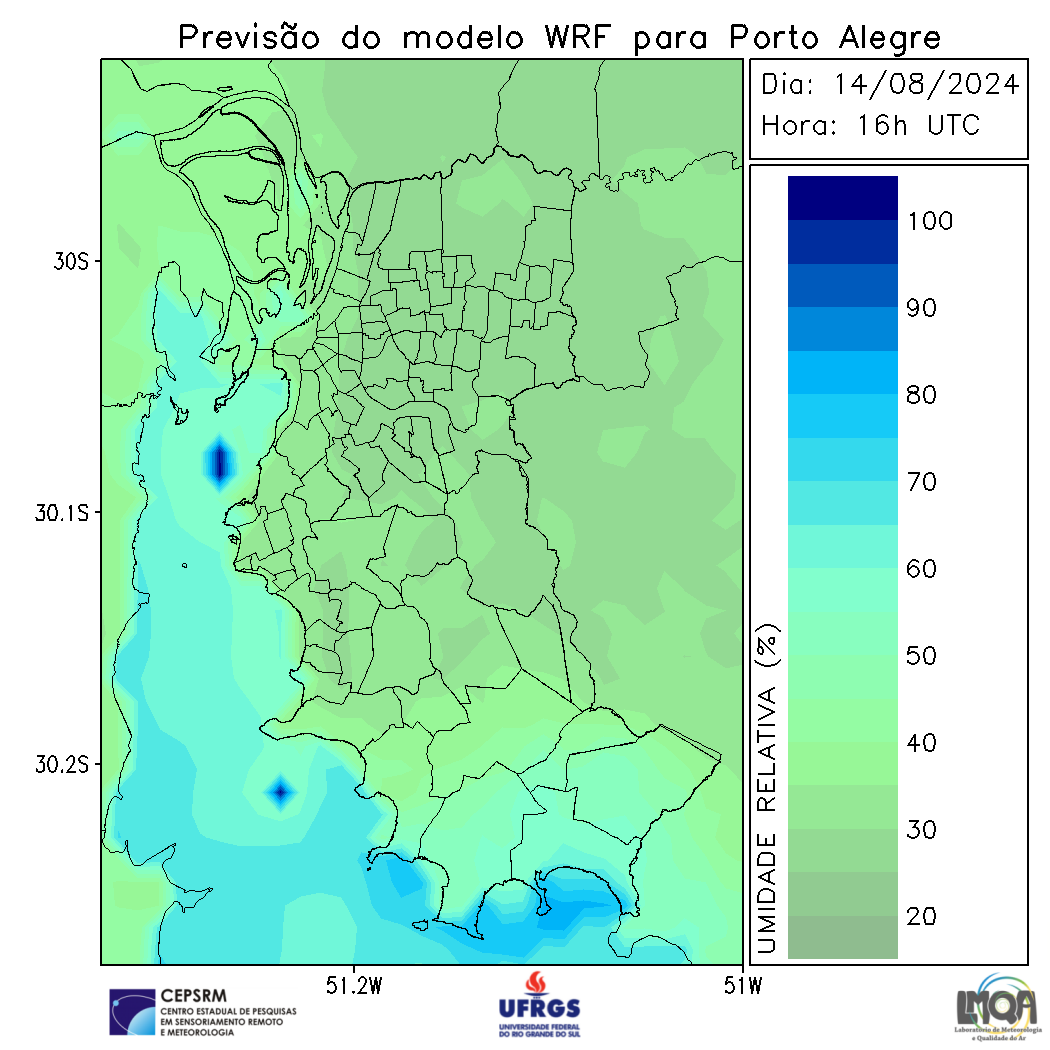 Previsão do modelo WRF para Porto Alegre
Dia: 14/08/2024
Hora: 16h UTC
30S
30.1S
30.2S
51.2W
51W
100
90
80
70
60
50
40
30
20
UMIDADE RELATIVA (%)
CEPSRM
CENTRO ESTADUAL DE PESQUISAS
EM SENSORIAMENTO REMOTO
E METEOROLOGIA
UFRGS
UNIVERSIDADE FEDERAL
DO RIO GRANDE DO SUL
LMQA
Laboratório de Meteorologia
e Qualidade do Ar